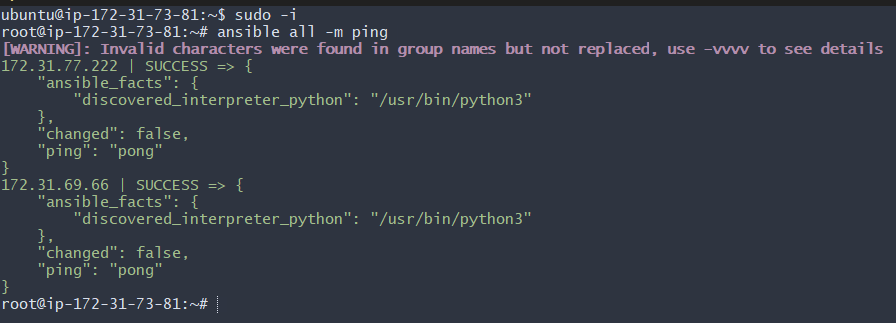 ubuntu@ip-172-31-73-81:~$ sudo -i
root@ip-172-31-73-81:~# ansible all -m ping
[WARNING]: Invalid characters were found in group names but not replaced, use -vvvv to see details
172.31.77.222 | SUCCESS => {
    "ansible_facts": {
        "discovered_interpreter_python": "/usr/bin/python3"
    },
    "changed": false,
    "ping": "pong"
}
172.31.69.66 | SUCCESS => {
    "ansible_facts": {
        "discovered_interpreter_python": "/usr/bin/python3"
    },
    "changed": false,
    "ping": "pong"
}
root@ip-172-31-73-81:~#